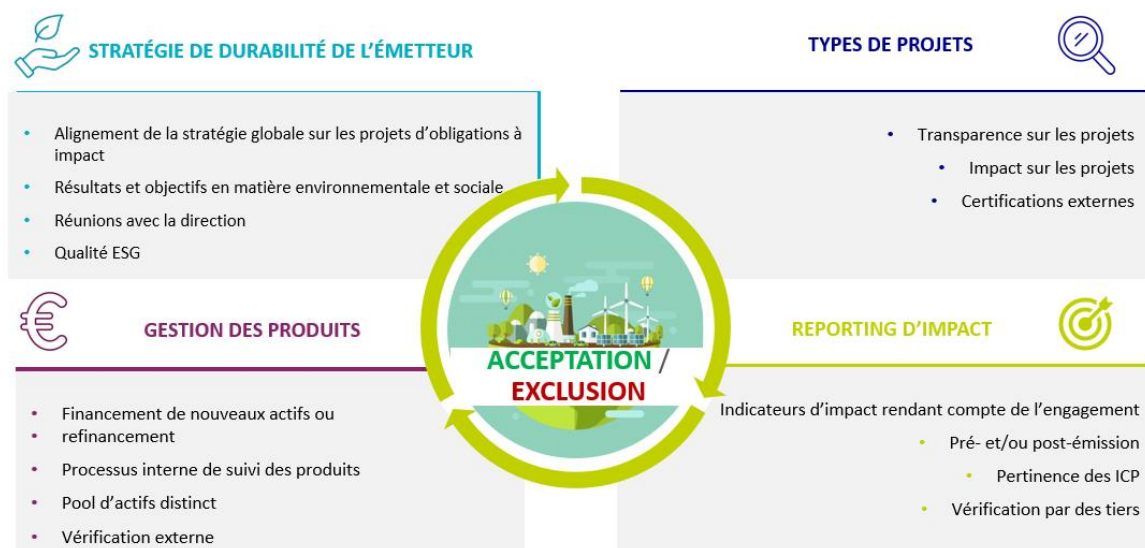 STRATÉGIE DE DURABILITÉ DE L'ÉMETTEUR
• Alignement de la stratégie globale sur les projets d'obligations à
impact
• Résultats et objectifs en matière environnementale et sociale
• Réunions avec la direction
• Qualité ESG
TYPES DE PROJETS
• Transparence sur les projets
• Impact sur les projets
• Certifications externes
ACCEPTATION /
EXCLUSION
GESTION DES PRODUITS
• Financement de nouveaux actifs ou
• refinancement
• Processus interne de suivi des produits
• Pool d'actifs distinct
• Vérification externe
REPORTING D'IMPACT
Indicateurs d'impact rendant compte de l'engagement
• Pré- et/ou post-émission
• Pertinence des ICP
• Vérification par des tiers